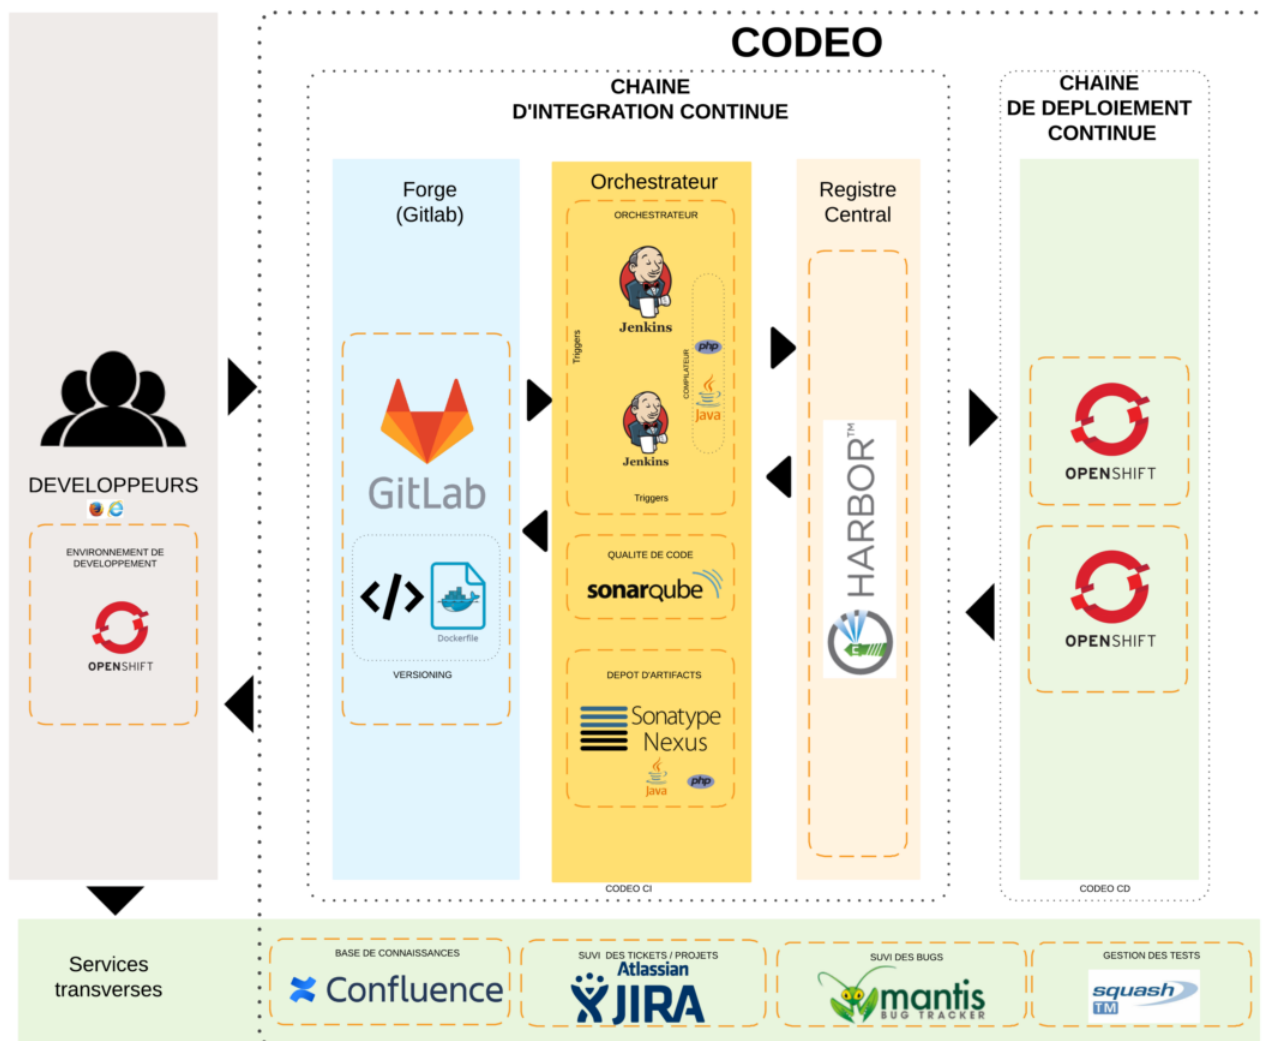 CODEO
CHAINE
D'INTEGRATION CONTINUE
CHAINE
DE DEPLOIEMENT
CONTINUE
DEVELOPPEURS
ENVIRONNEMENT DE
DEVELOPPEMENT
OPENSHIFT
Forge
(Gitlab)
GitLab
</>
Dockerfile
VERSIONING
Orchestrateur
ORCHESTRATEUR
Jenkins
Triggers
COMPILATEUR
php
Java
Jenkins
Triggers
QUALITE DE CODE
sonarqube
DEPOT D'ARTIFACTS
Sonatype
Nexus
Java
php
Registre
Central
HARBOR™
OPENSHIFT
OPENSHIFT
CODEO CI
CODEO CD
Services
transverses
BASE DE CONNAISSANCES
Confluence
SUVI DES TICKETS / PROJETS
Atlassian
JIRA
SUVI DES BUGS
mantis
BUG TRACKER
GESTION DES TESTS
squash
TM